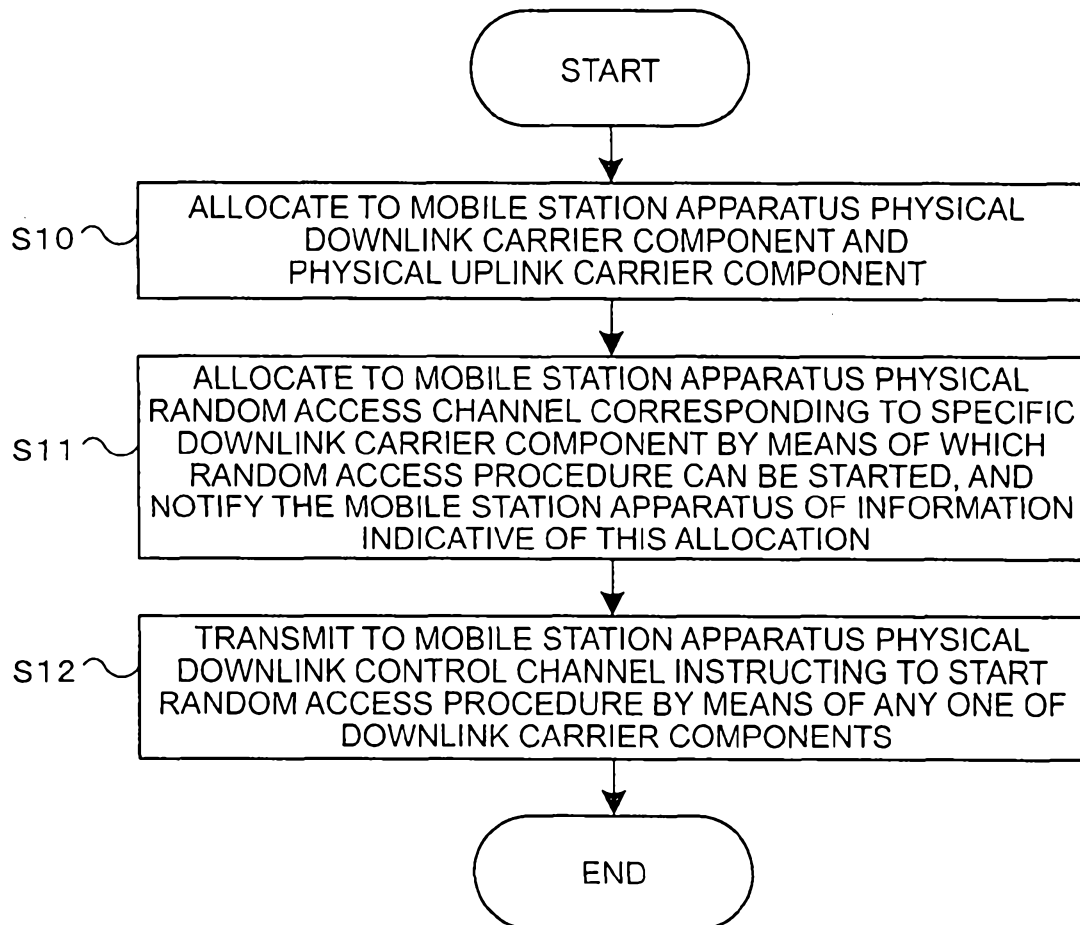 START
S10
ALLOCATE TO MOBILE STATION APPARATUS PHYSICAL
DOWNLINK CARRIER COMPONENT AND
PHYSICAL UPLINK CARRIER COMPONENT
S11
ALLOCATE TO MOBILE STATION APPARATUS PHYSICAL
RANDOM ACCESS CHANNEL CORRESPONDING TO SPECIFIC
DOWNLINK CARRIER COMPONENT BY MEANS OF WHICH
RANDOM ACCESS PROCEDURE CAN BE STARTED, AND
NOTIFY THE MOBILE STATION APPARATUS OF INFORMATION
INDICATIVE OF THIS ALLOCATION
S12
TRANSMIT TO MOBILE STATION APPARATUS PHYSICAL
DOWNLINK CONTROL CHANNEL INSTRUCTING TO START
RANDOM ACCESS PROCEDURE BY MEANS OF ANY ONE OF
DOWNLINK CARRIER COMPONENTS
END